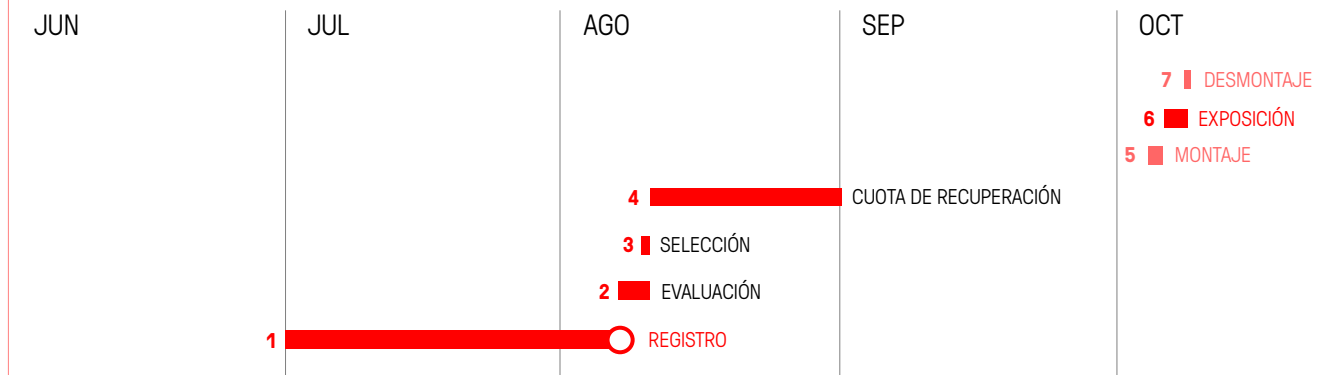 JUN JUL AGO SEP OCT
7 DESMONTAJE
6 EXPOSICIÓN
5 MONTAJE
4 CUOTA DE RECUPERACIÓN
3 SELECCIÓN
2 EVALUACIÓN
1 REGISTRO